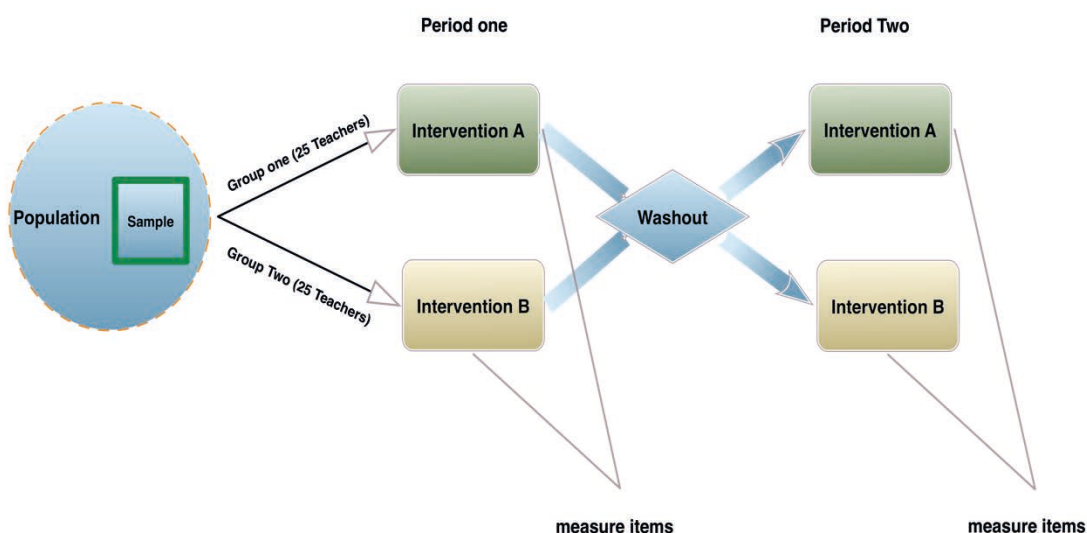 Period one
Period Two
Group one (25 Teachers)
Intervention A
Intervention A
Population
Sample
Washout
Group Two (25 Teachers)
Intervention B
Intervention B
measure items
measure items